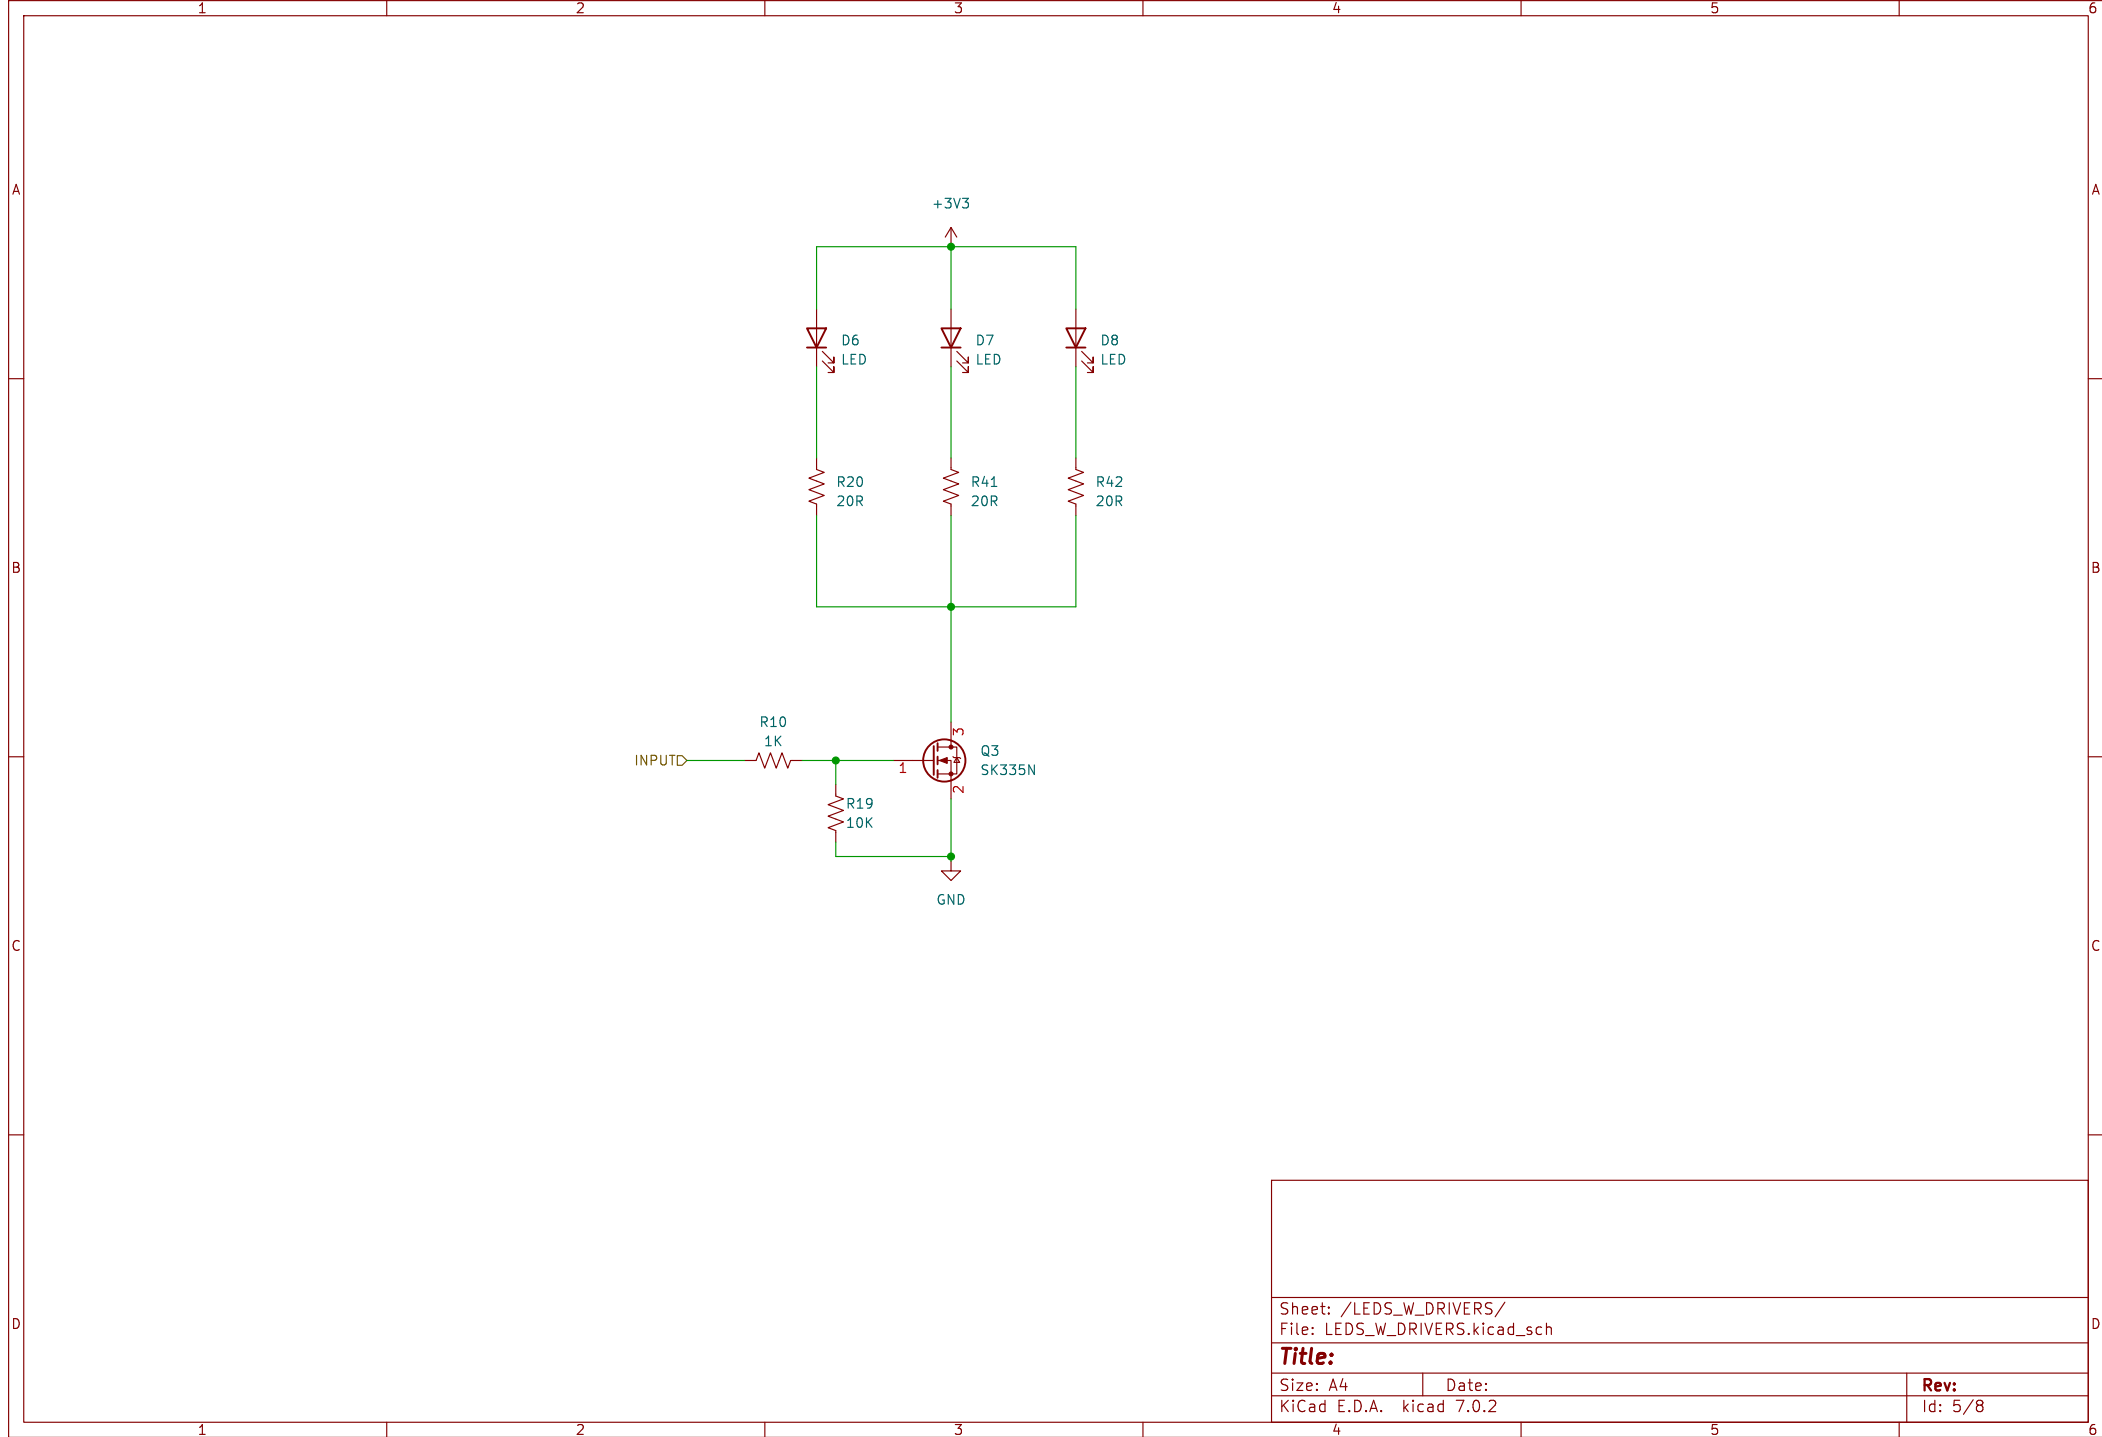 1 2 3 4 5 6
A A
+3V3
D6 D7 D8
LED LED LED
R20 R41 R42
20R 20R 20R
B B
R10
1K
INPUT
3
Q3
SK335N
1
2
R19
10K
GND
C C
Sheet: /LEDS_W_DRIVERS/
File: LEDS_W_DRIVERS.kicad_sch
D D
Title:
Size: A4 Date: Rev:
KiCad E.D.A. kicad 7.0.2 Id: 5/8
1 2 3 4 5 6